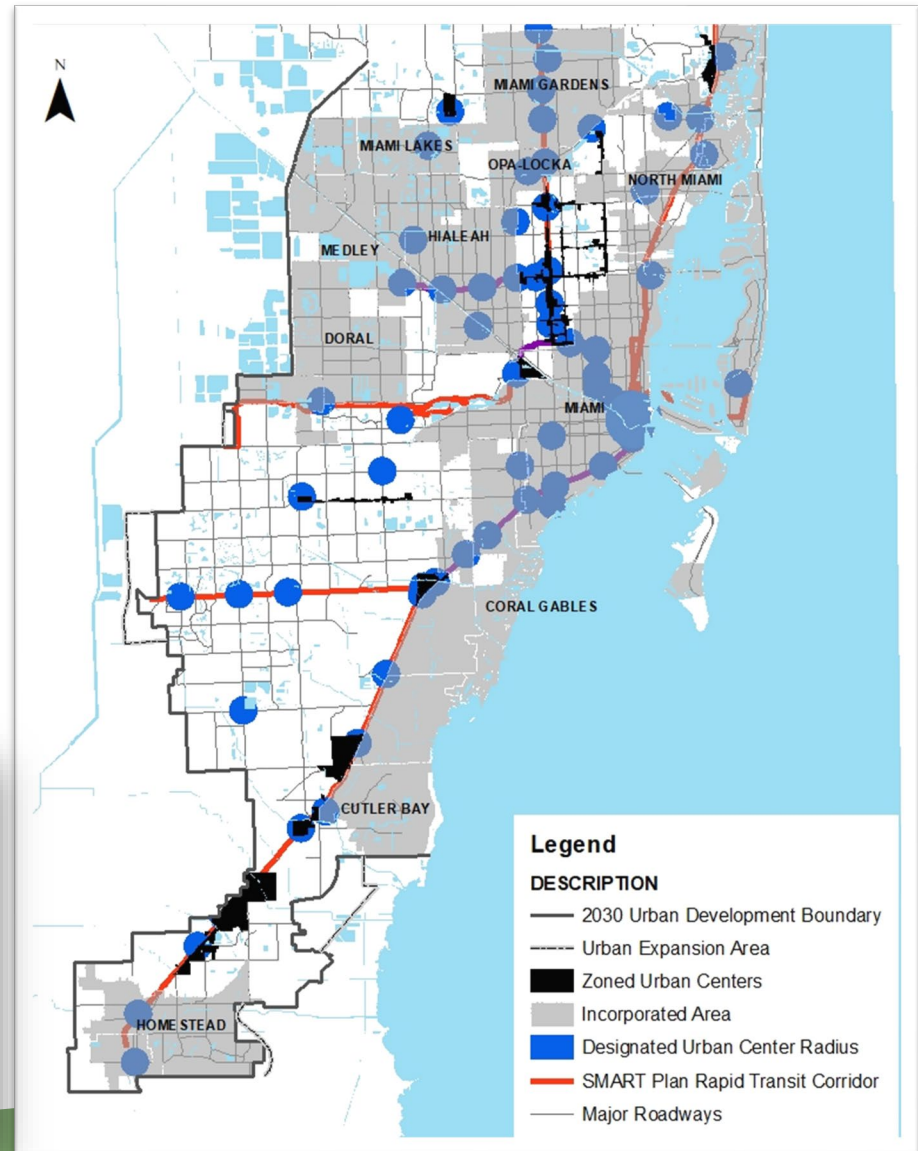 N
MIAMI GARDENS
MIAMI LAKES
OPA-LOCKA
NORTH MIAMI
HIALEAH
MEDLEY
DORAL
MIAMI
CORAL GABLES
CUTLER BAY
HOMESTEAD
Legend
DESCRIPTION
2030 Urban Development Boundary
Urban Expansion Area
Zoned Urban Centers
Incorporated Area
Designated Urban Center Radius
SMART Plan Rapid Transit Corridor
Major Roadways